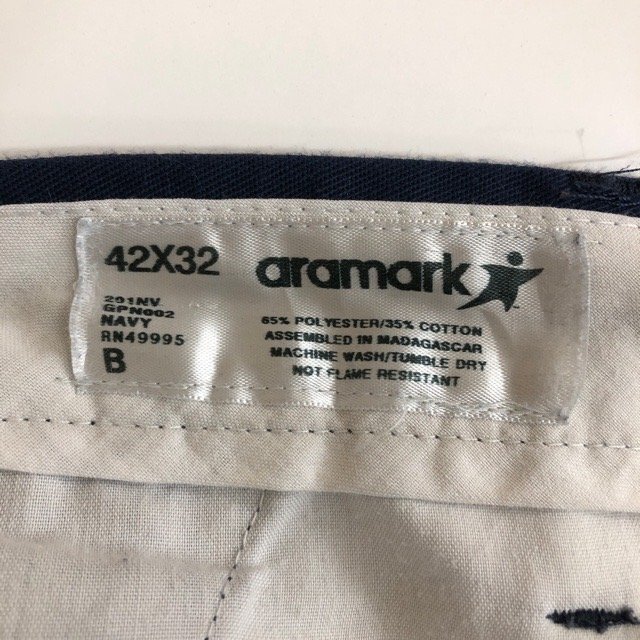 42X32
201NV
GPN002
NAVY
RN49995
B
aramark
65% POLYESTER/35% COTTON
ASSEMBLED IN MADAGASCAR
MACHINE WASH/TUMBLE DRY
NOT FLAME RESISTANT